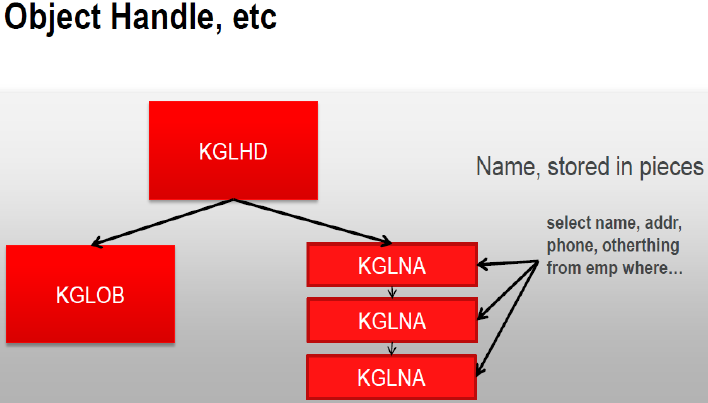 Object Handle, etc
KGLHD
Name, stored in pieces
select name, addr,
phone, otherthing
from emp where...
KGLOB
KGLNA
KGLNA
KGLNA